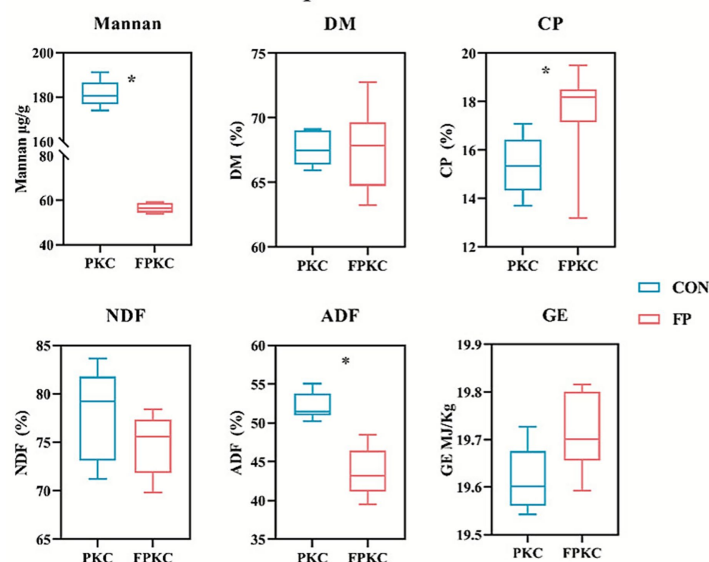 Mannan
DM
CP
200
180
160
80
60
40
Mannan µg/g
*
PKC FPKC
75
70
65
60
DM (%)
PKC FPKC
20
18
16
14
12
CP (%)
*
PKC FPKC
CON
FP
NDF
ADF
GE
85
80
75
70
65
NDF (%)
PKC FPKC
60
55
50
45
40
35
ADF (%)
*
PKC FPKC
19.9
19.8
19.7
19.6
19.5
GE MJ/Kg
PKC FPKC